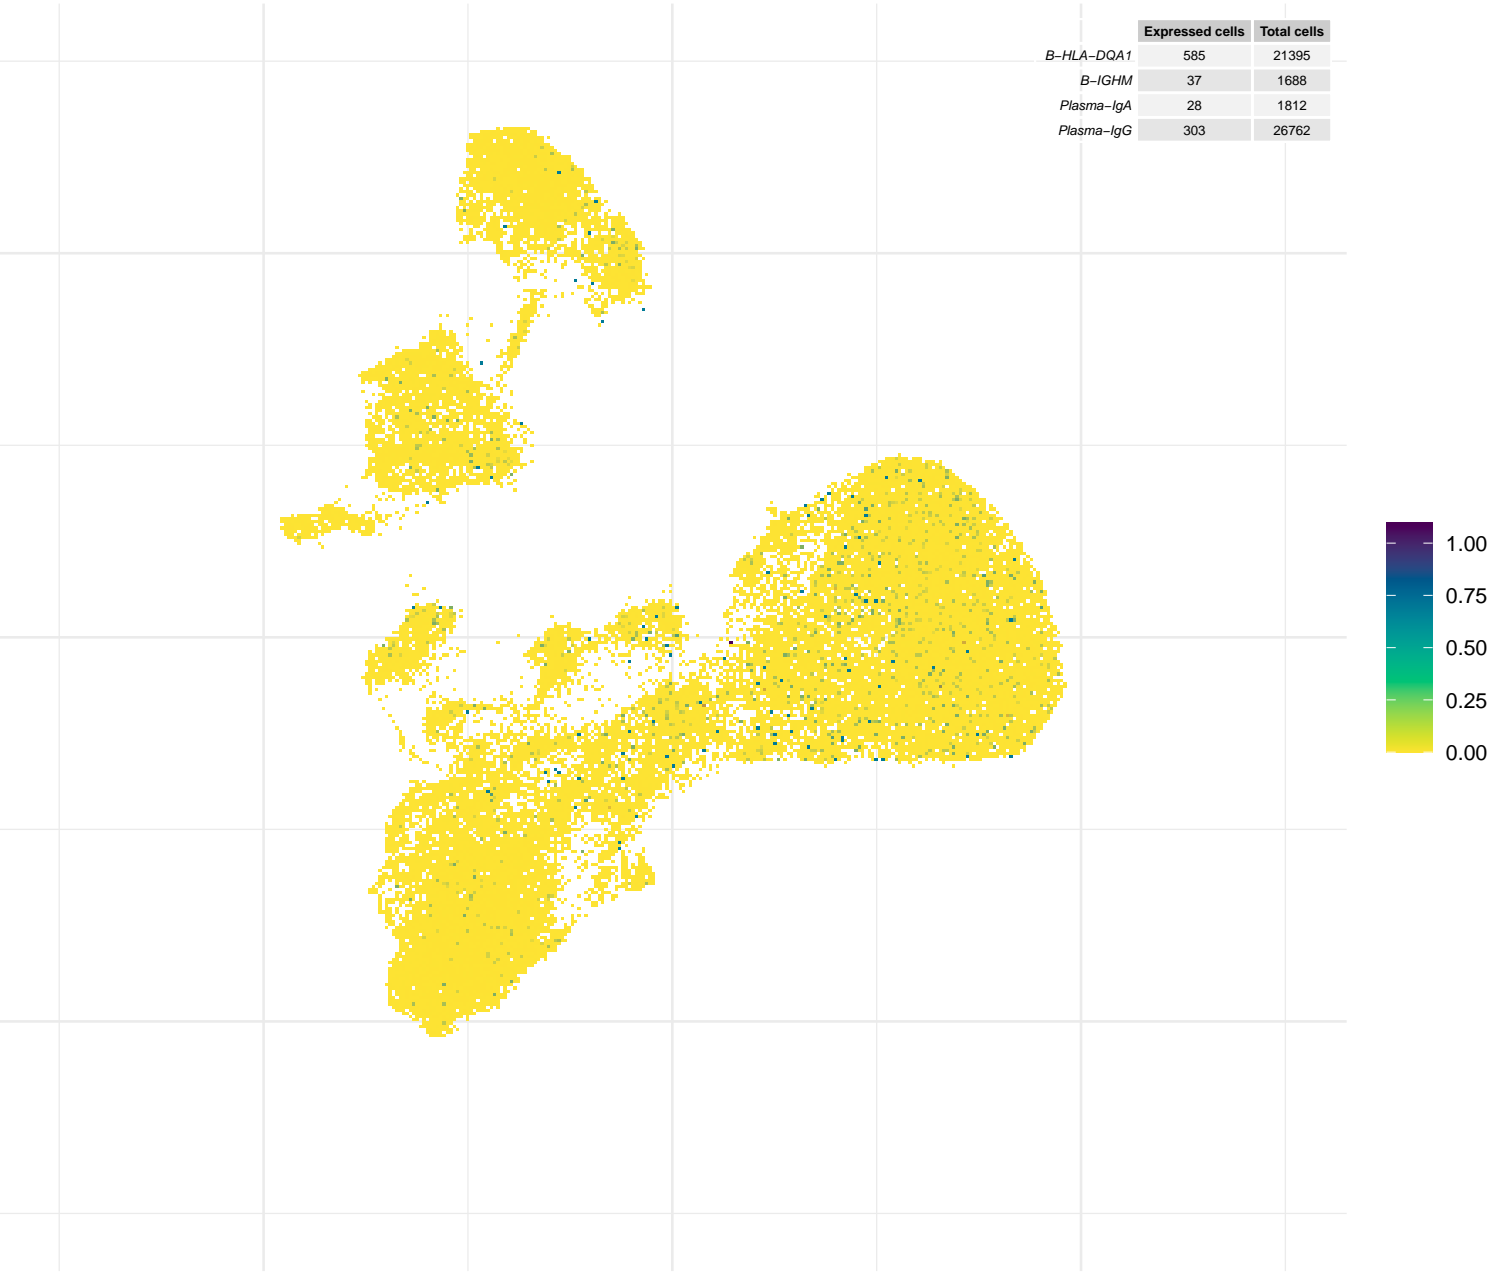 Expressed cells Total cells
B−HLA−DQA1 585 21395
B−IGHM 37 1688
Plasma−IgA 28 1812
Plasma−IgG 303 26762
1.00
0.75
0.50
0.25
0.00